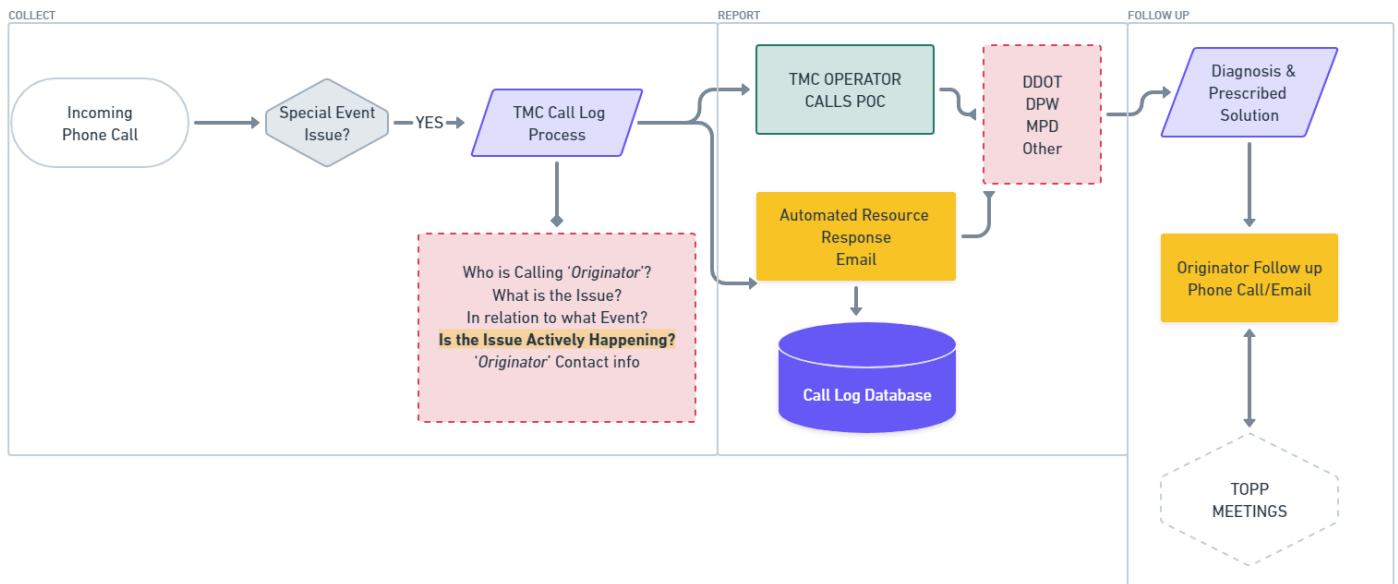 COLLECT
REPORT
FOLLOW UP
Incoming
Phone Call
Special Event
Issue?
YES
TMC Call Log
Process
Who is Calling ‘Originator’?
What is the Issue?
In relation to what Event?
Is the Issue Actively Happening?
‘Originator’ Contact info
TMC OPERATOR
CALLS POC
Automated Resource
Response
Email
Call Log Database
DDOT
DPW
MPD
Other
Diagnosis &
Prescribed
Solution
Originator Follow up
Phone Call/Email
TOPP
MEETINGS